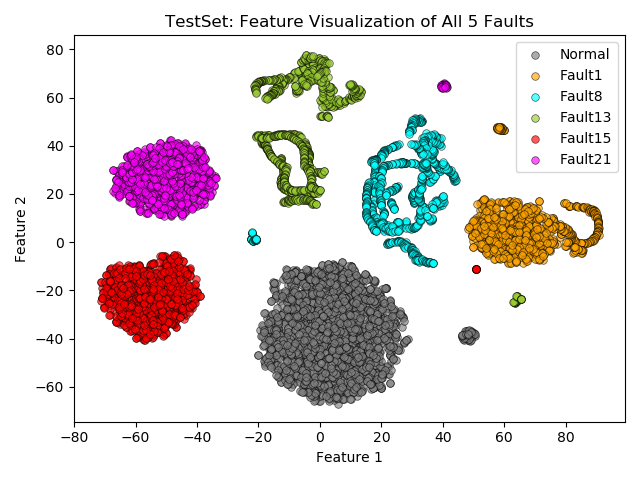 TestSet: Feature Visualization of All 5 Faults
Normal
Fault1
Fault8
Fault13
Fault15
Fault21
Feature 2
80
60
40
20
0
−20
−40
−60
−80
−60
−40
−20
0
20
40
60
80
Feature 1